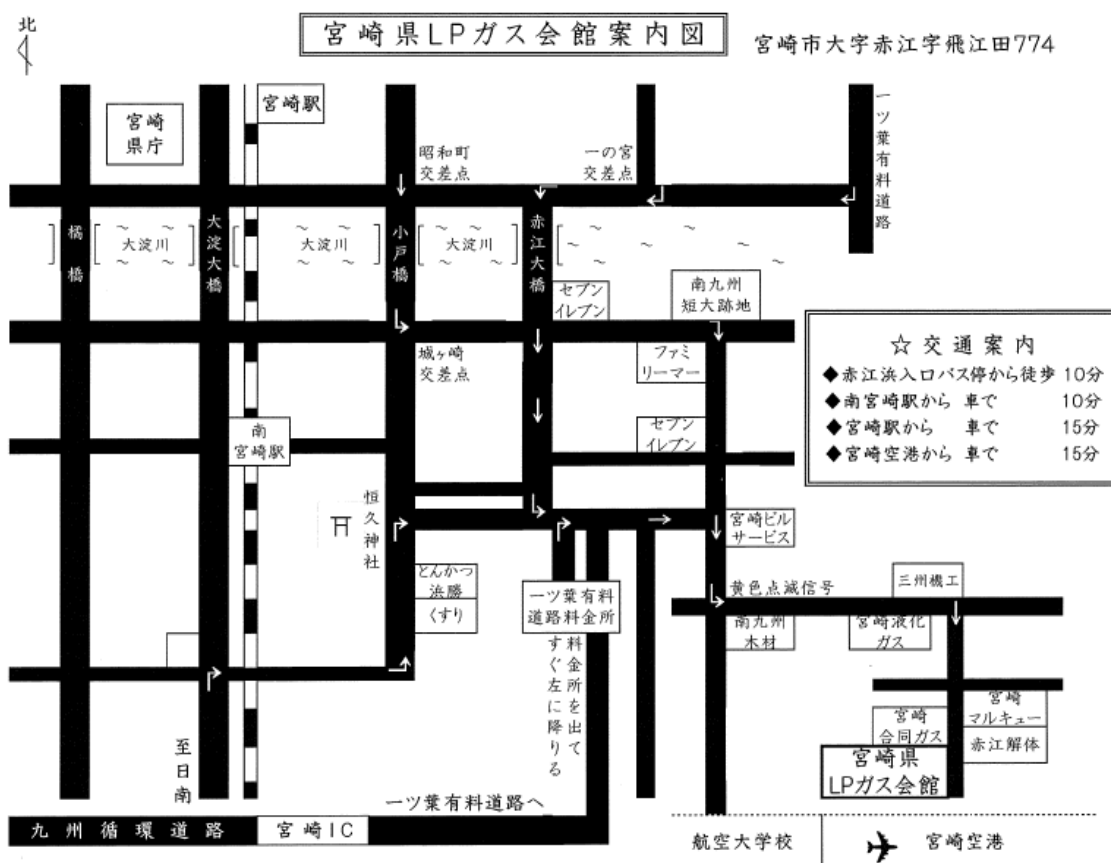 北
宮崎県LPガス会館案内図
宮崎市大字赤江字飛江田774
宮崎
県庁
宮崎駅
昭和町
交差点
一の宮
交差点
一ツ葉有料道路
橘橋
大淀川
大淀大橋
大淀川
小戸橋
大淀川
赤江大橋
セブン
イレブン
南九州
短大跡地
城ヶ崎
交差点
ファミ
リーマー
☆交通案内
◆赤江浜入口バス停から徒歩 10分
◆南宮崎駅から 車で 10分
◆宮崎駅から 車で 15分
◆宮崎空港から 車で 15分
南
宮崎駅
セブン
イレブン
恒久神社
宮崎ビル
サービス
とんかつ
浜勝
くすり
一ツ葉有料
道路料金所
黄色点滅信号
三州機工
南九州
木材
宮崎液化
ガス
料金所を出て
すぐ左に降りる
宮崎
マルキュー
宮崎
合同ガス
赤江解体
宮崎県
LPガス会館
至日南
一ツ葉有料道路へ
九州循環道路
宮崎IC
航空大学校
宮崎空港